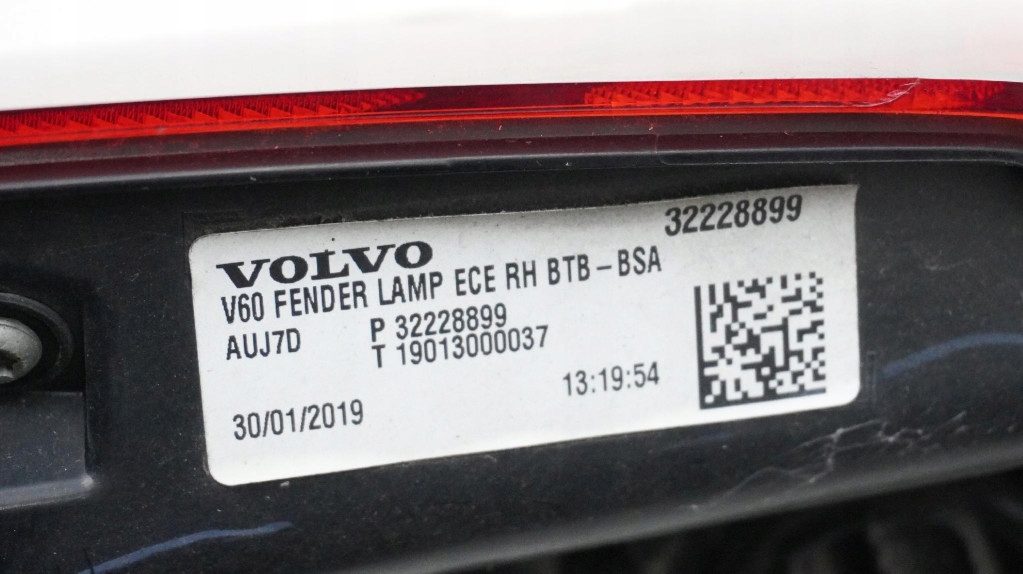 32228899
VOLVO
V60 FENDER LAMP ECE RH BTB-BSA
AUJ7D P 32228899
T 19013000037
30/01/2019 13:19:54